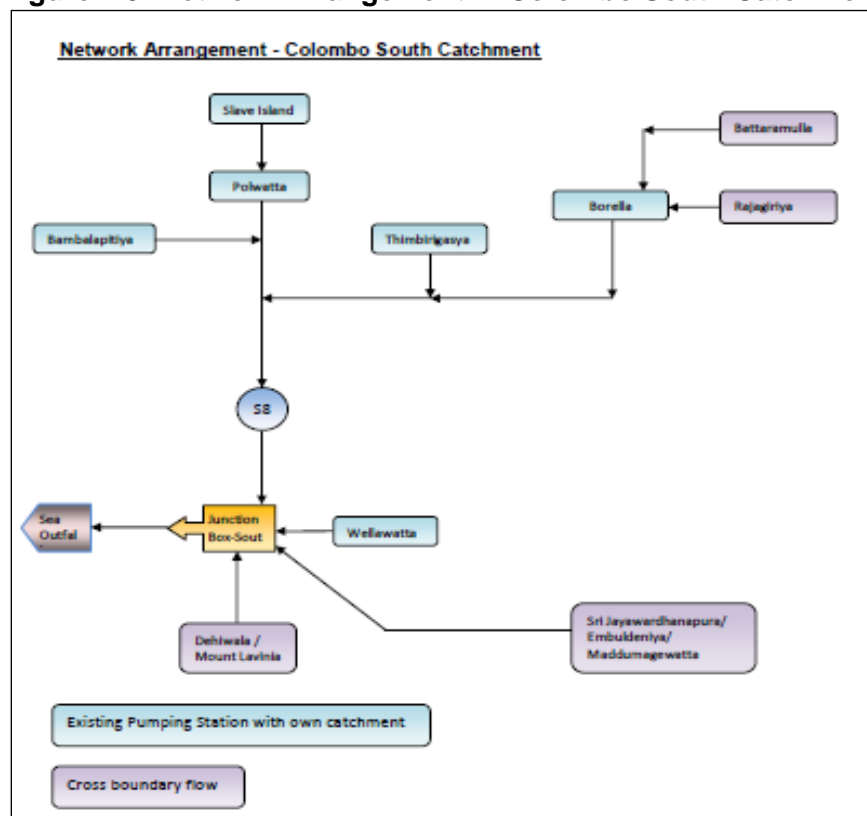 Network Arrangement - Colombo South Catchment
Slave Island
Battaramulla
Polwatta
Borella
Rajagiriya
Bambalapitiya
Thimbirigasya
S8
Sea
Outfal
Junction
Box-Sout
Wellawatta
Dehiwala /
Mount Lavinia
Sri Jayawardhanapura/
Embuldeniya/
Maddumagewatta
Existing Pumping Station with own catchment
Cross boundary flow